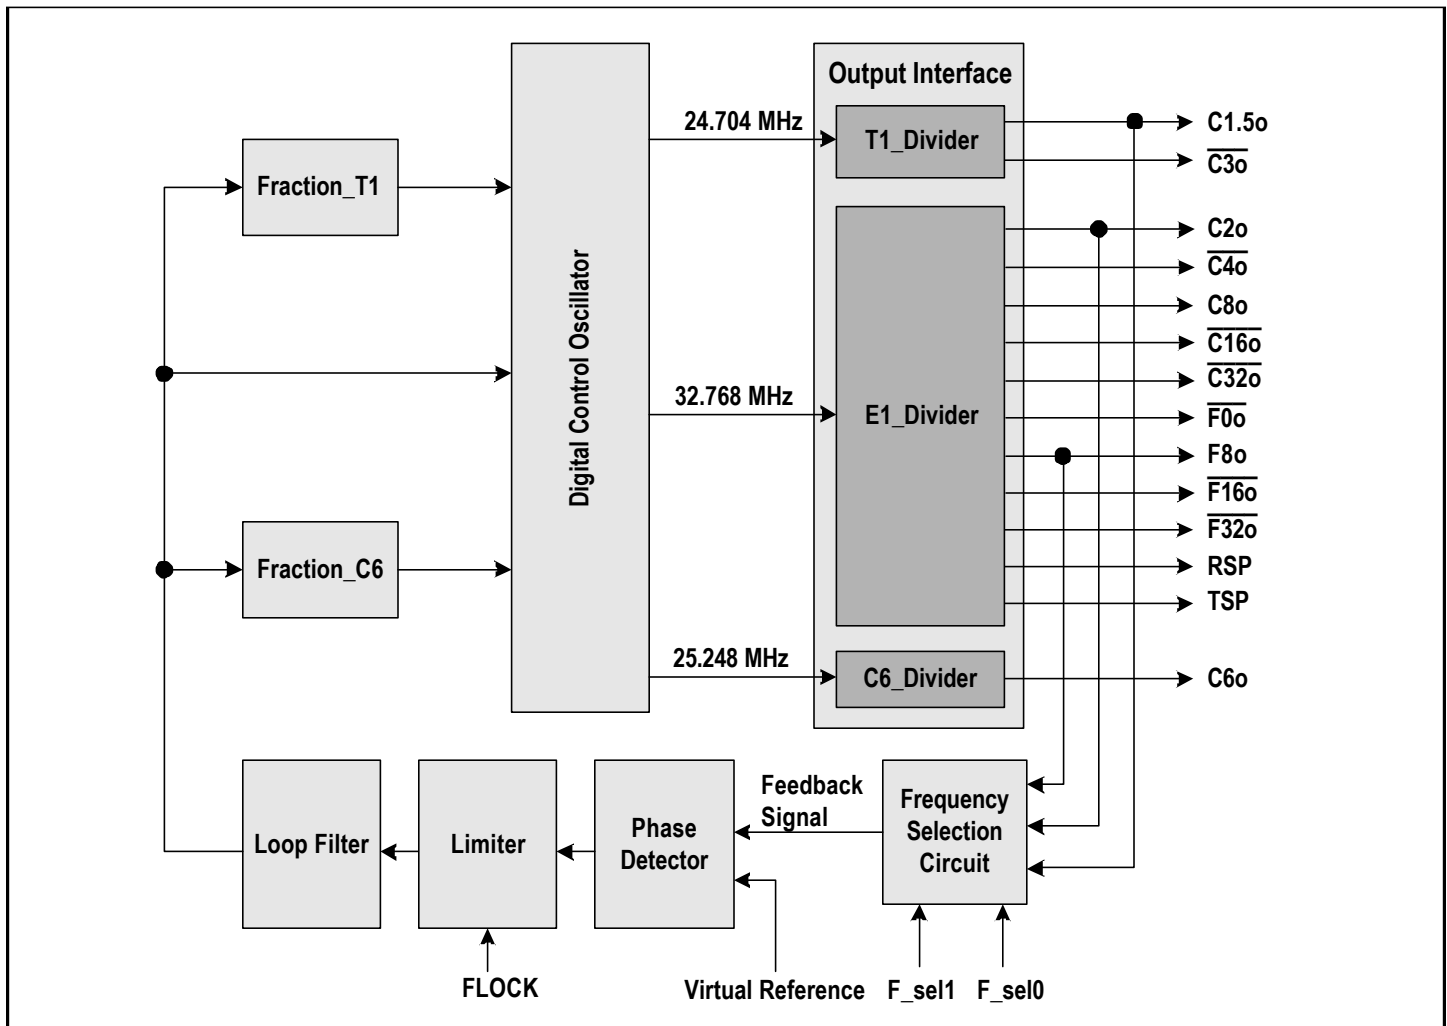 Output Interface
24.704 MHz
T1_Divider
C1.5o
C3o
Fraction_T1
C2o
C4o
C8o
C16o
C32o
Digital Control Oscillator
32.768 MHz
E1_Divider
F0o
F8o
F16o
F32o
Fraction_C6
RSP
TSP
25.248 MHz
C6_Divider
C6o
Loop Filter
Limiter
Phase
Detector
Feedback
Signal
Frequency
Selection
Circuit
FLOCK
Virtual Reference
F_sel1
F_sel0